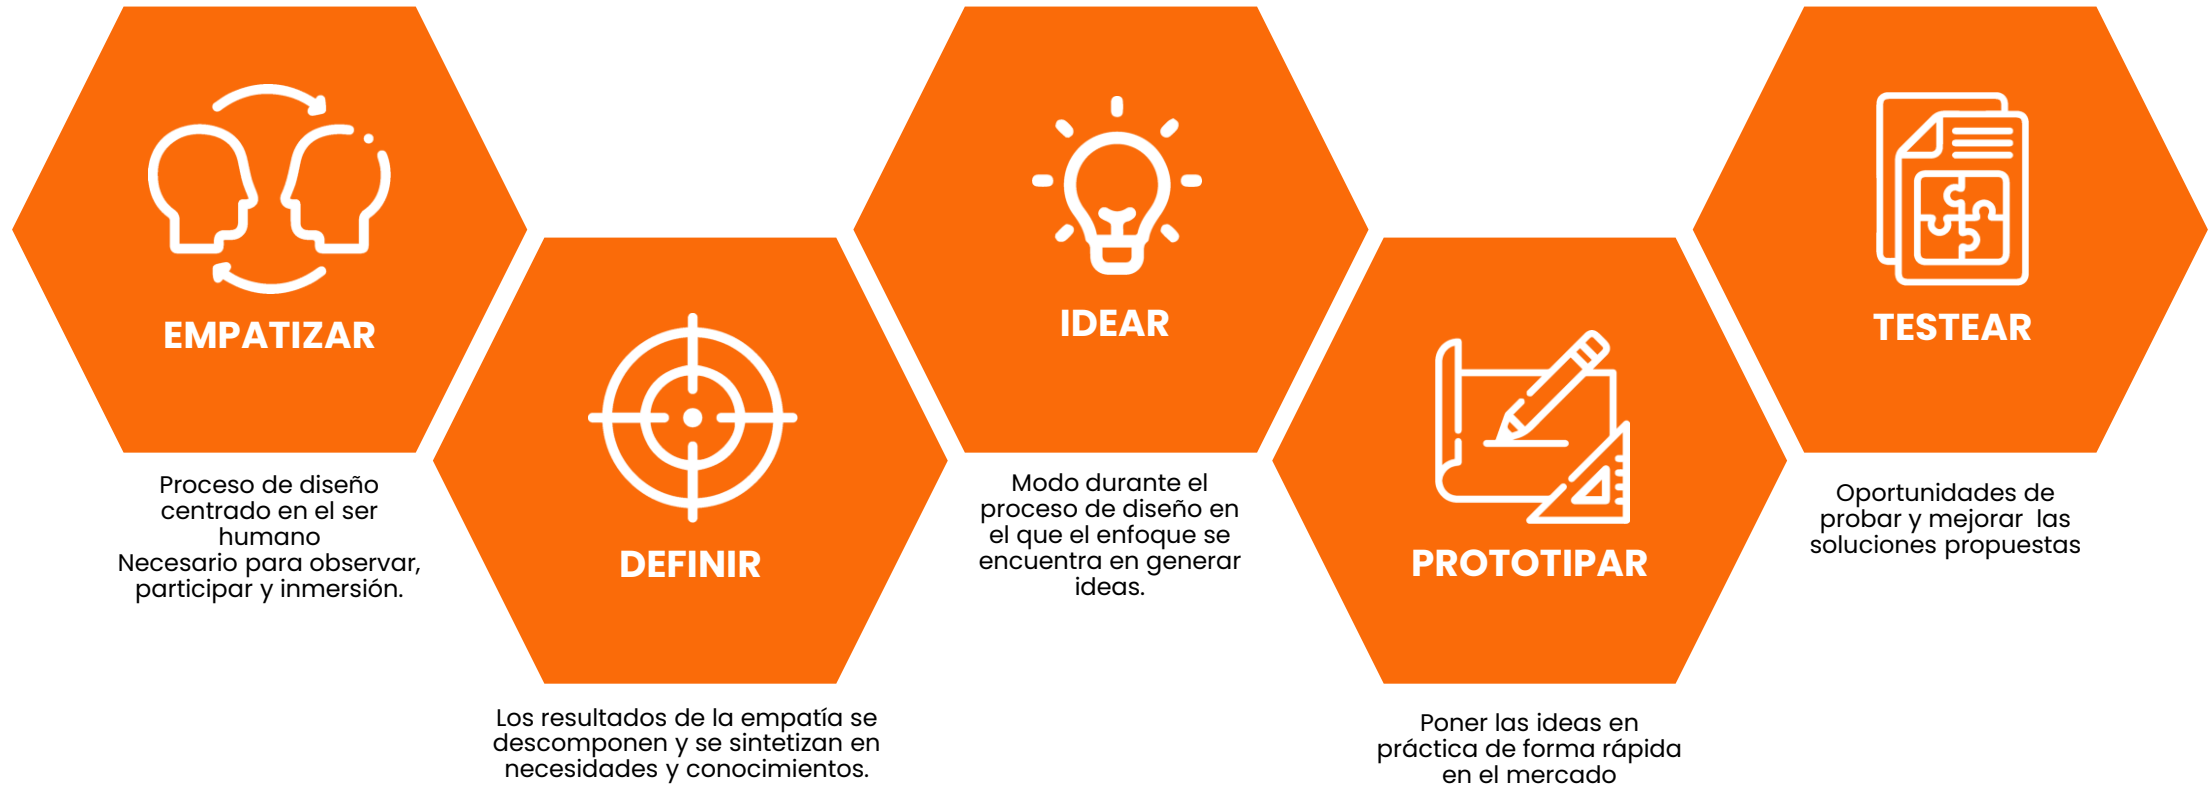 EMPATIZAR
Proceso de diseño
centrado en el ser
humano
Necesario para observar,
participar y inmersión.
DEFINIR
Los resultados de la empatía se
descomponen y se sintetizan en
necesidades y conocimientos.
IDEAR
Modo durante el
proceso de diseño en
el que el enfoque se
encuentra en generar
ideas.
PROTOTIPAR
Poner las ideas en
práctica de forma rápida
en el mercado
TESTEAR
Oportunidades de
probar y mejorar las
soluciones propuestas